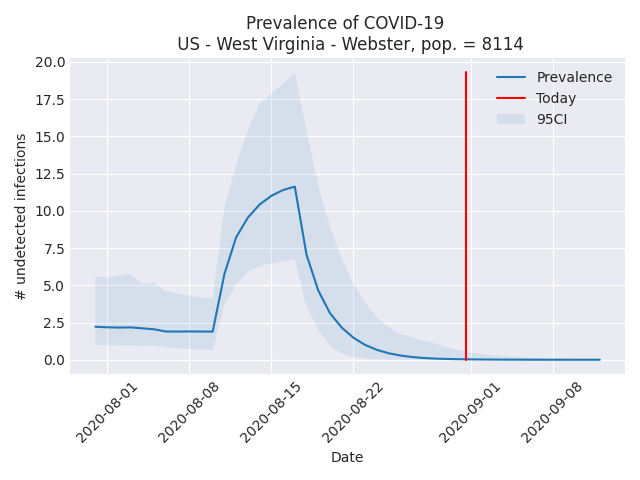 Prevalence of COVID-19
US - West Virginia - Webster, pop. = 8114
20.0
17.5
15.0
12.5
10.0
7.5
5.0
2.5
0.0
# undetected infections
Prevalence
Today
95CI
2020-08-01
2020-08-08
2020-08-15
2020-08-22
2020-09-01
2020-09-08
Date